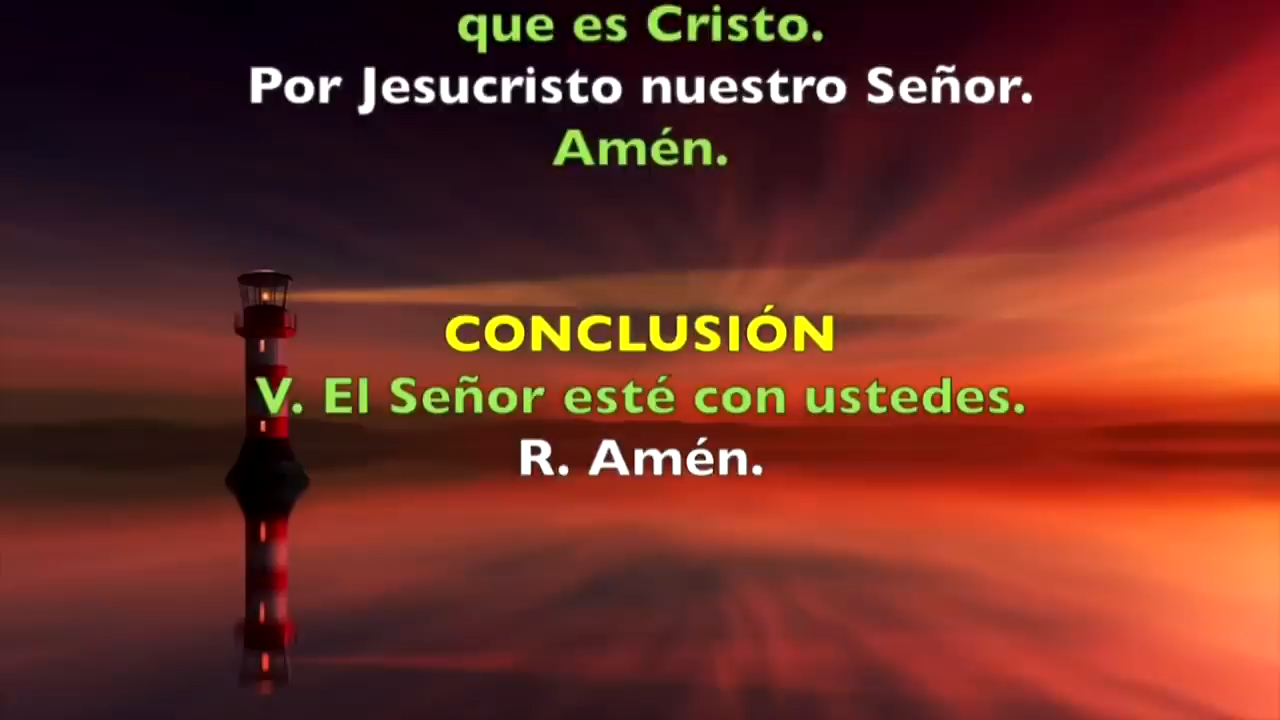 que es Cristo.
Por Jesucristo nuestro Señor.
Amén.
CONCLUSIÓN
V. El Señor esté con ustedes.
R. Amén.